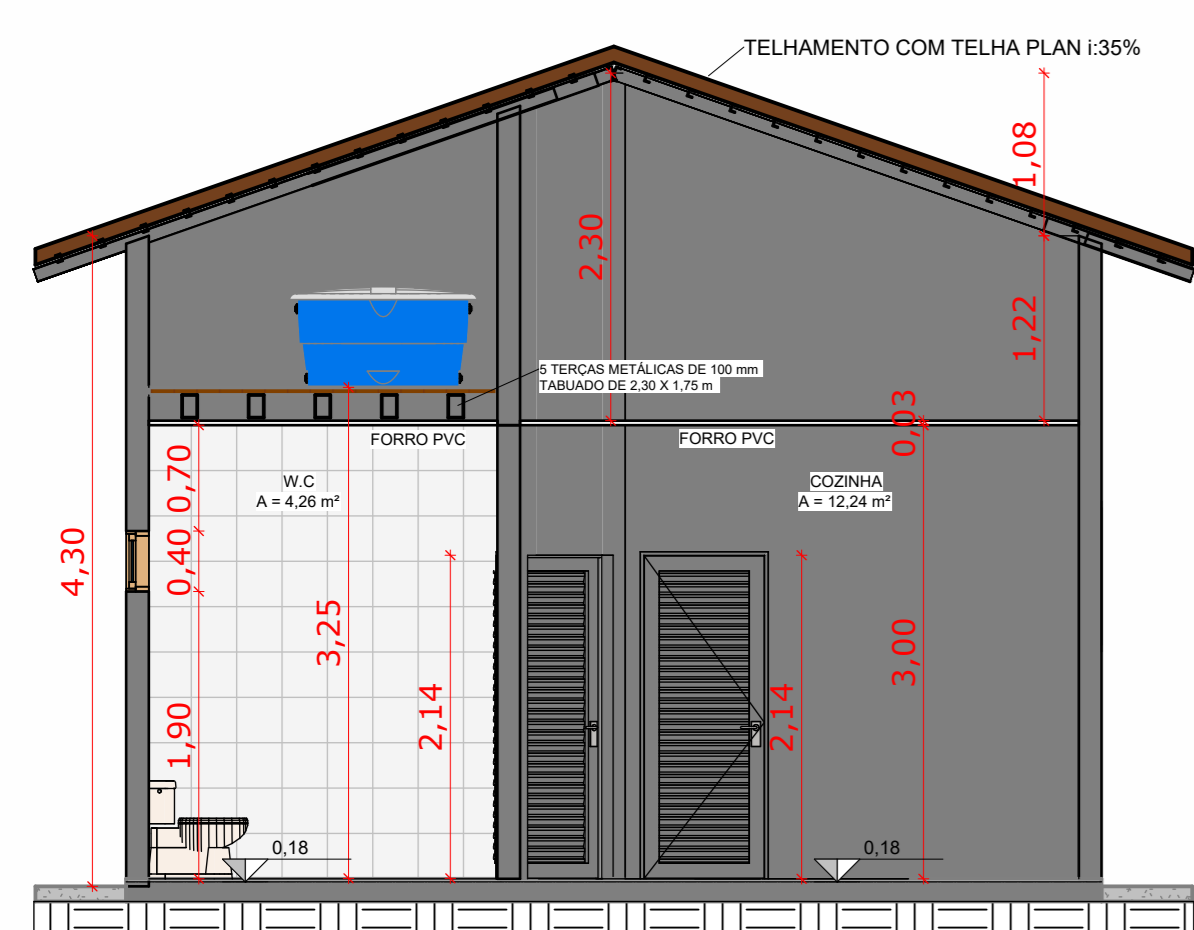 TELHAMENTO COM TELHA PLAN i:35%
1,08
2,30
1,22
5 TERÇAS METÁLICAS DE 100 mm
TABUADO DE 2,30 X 1,75 m
0,03
FORRO PVC
FORRO PVC
0,70
W.C
A = 4,26 m²
COZINHA
A = 12,24 m²
4,30
0,40
3,25
3,00
1,90
2,14
2,14
0,18
0,18